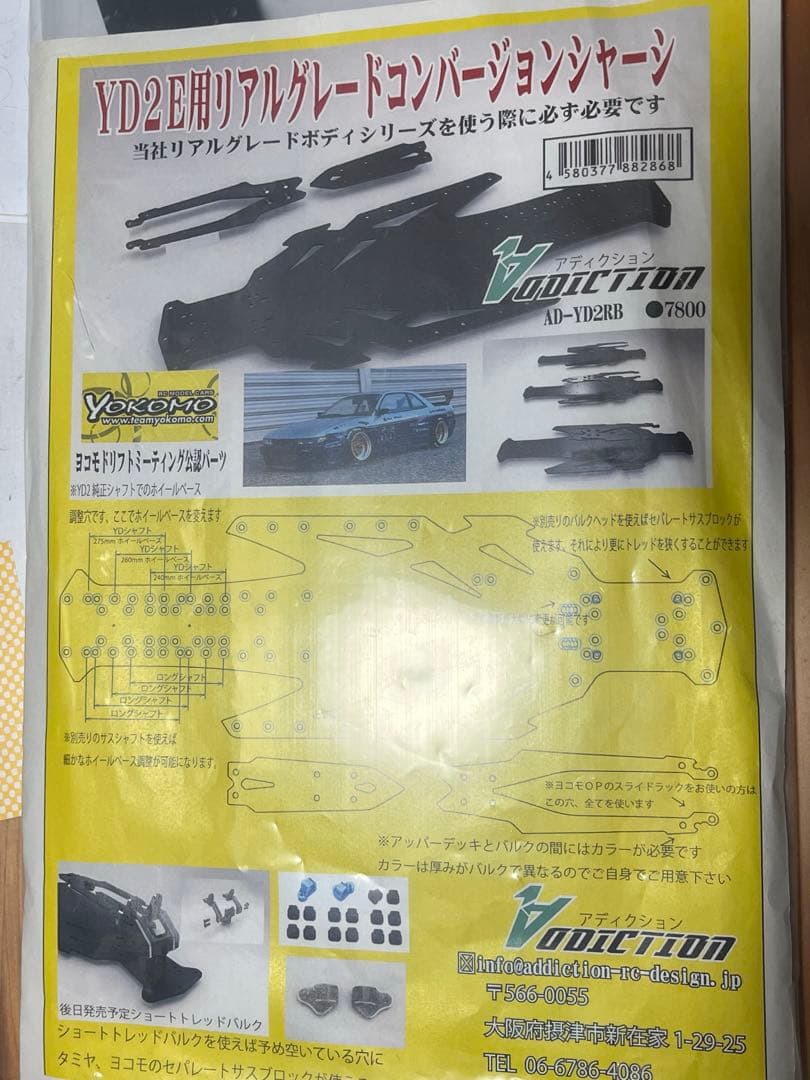 YD2E用リアルグレードコンバージョンシャーシ
当社リアルグレードボディシリーズを使う際に必ず必要です
4 580377 882868
アディクション
ADDICTION
AD-YD2RB ●7800
RC MODEL CARS
YOKOMO
www.teamyokomo.com
ヨコモドリフトミーティング公認パーツ
※YD2純正シャフトでのホイールベース
調整穴です、ここでホイールベースを変えます
YDシャフト
275mm ホイールベース
YDシャフト
260mm ホイールベース
YDシャフト
240mm ホイールベース
※別売りのバルクヘッドを使えばセパレートサスブロックが
使えます、それにより更にトレッドを狭くすることができます
が可能です
ロングシャフト
ロングシャフト
ロングシャフト
ロングシャフト
※別売りのサスシャフトを使えば
細かなホイールベース調整が可能になります。
※ヨコモOPのスライドラックをお使いの方は
この穴、全てを使います
※アッパーデッキとバルクの間にはカラーが必要です
カラーは厚みがバルクで異なるのでご自身でご用意下さい
後日発売予定ショートトレッドバルク
ショートトレッドバルクを使えば予め空いている穴に
タミヤ、ヨコモのセパレートサスブロックが使え
アディクション
ADDICTION
info@addiction-rc-design.jp
〒566-0055
大阪府摂津市新在家 1-29-25
TEL 06-6786-4086